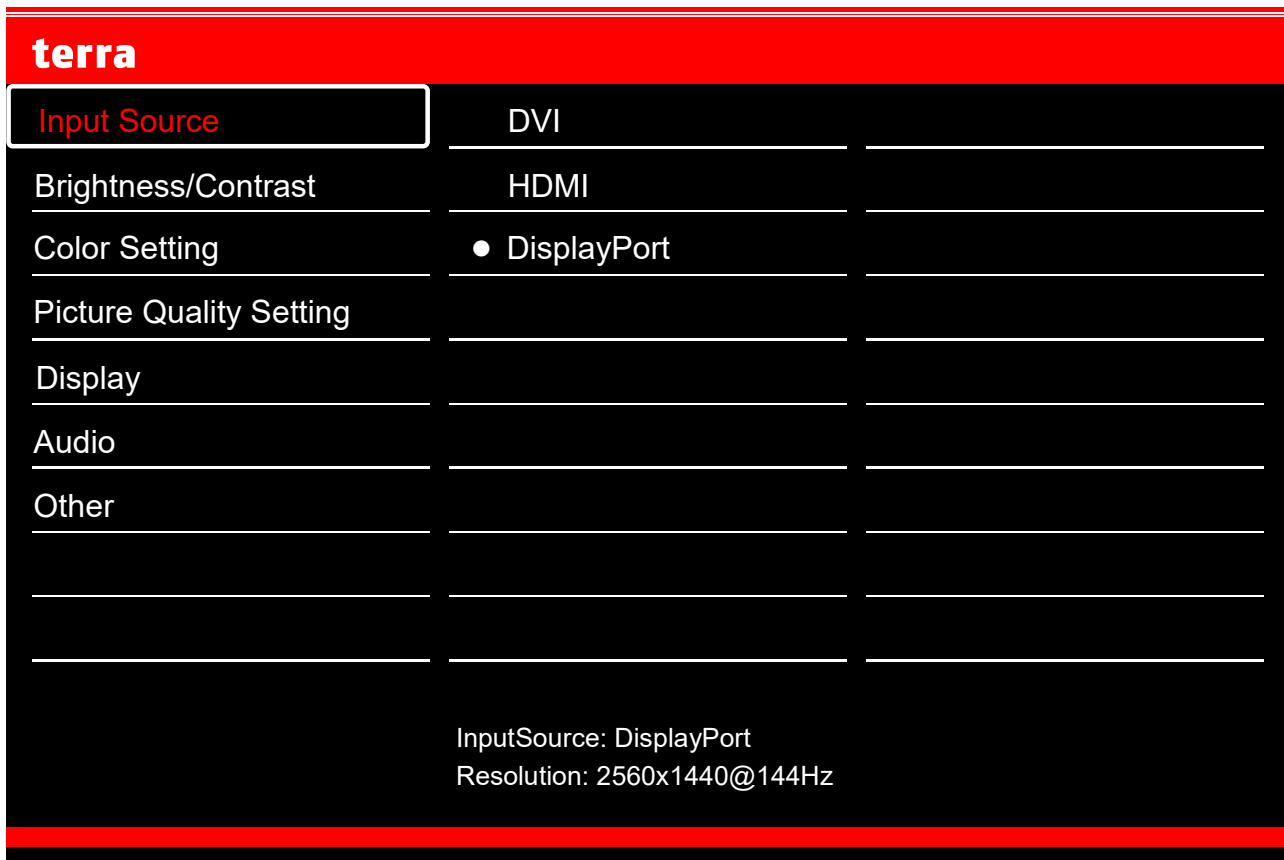 terra
Input Source
Brightness/Contrast
Color Setting
Picture Quality Setting
Display
Audio
Other
DVI
HDMI
DisplayPort
InputSource: DisplayPort
Resolution: 2560x1440@144Hz